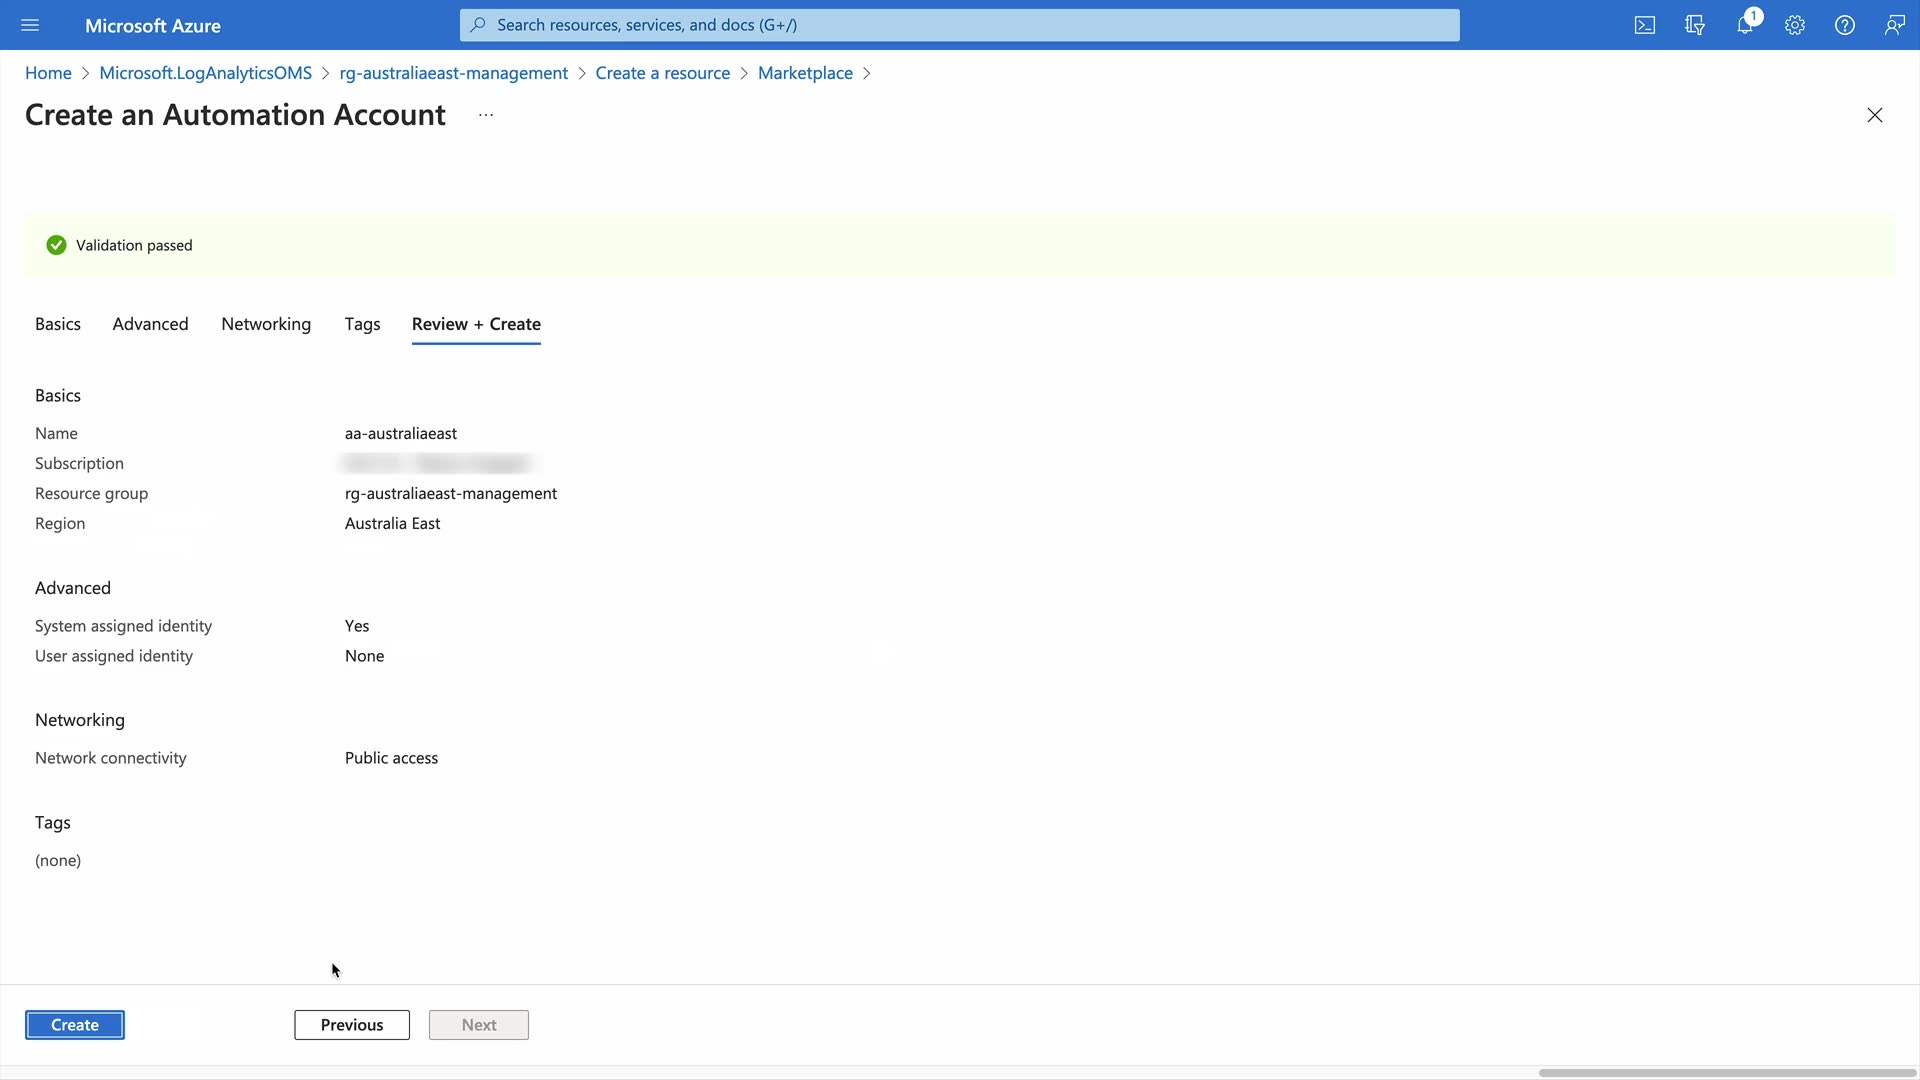 Microsoft Azure
Search resources, services, and docs (G+/)
1
Home > Microsoft.LogAnalyticsOMS > rg-australiaeast-management > Create a resource > Marketplace >
Create an Automation Account ...
Validation passed
Basics Advanced Networking Tags Review + Create
Basics
Name aa-australiaeast
Subscription
Resource group rg-australiaeast-management
Region Australia East
Advanced
System assigned identity Yes
User assigned identity None
Networking
Network connectivity Public access
Tags
(none)
Create Previous Next